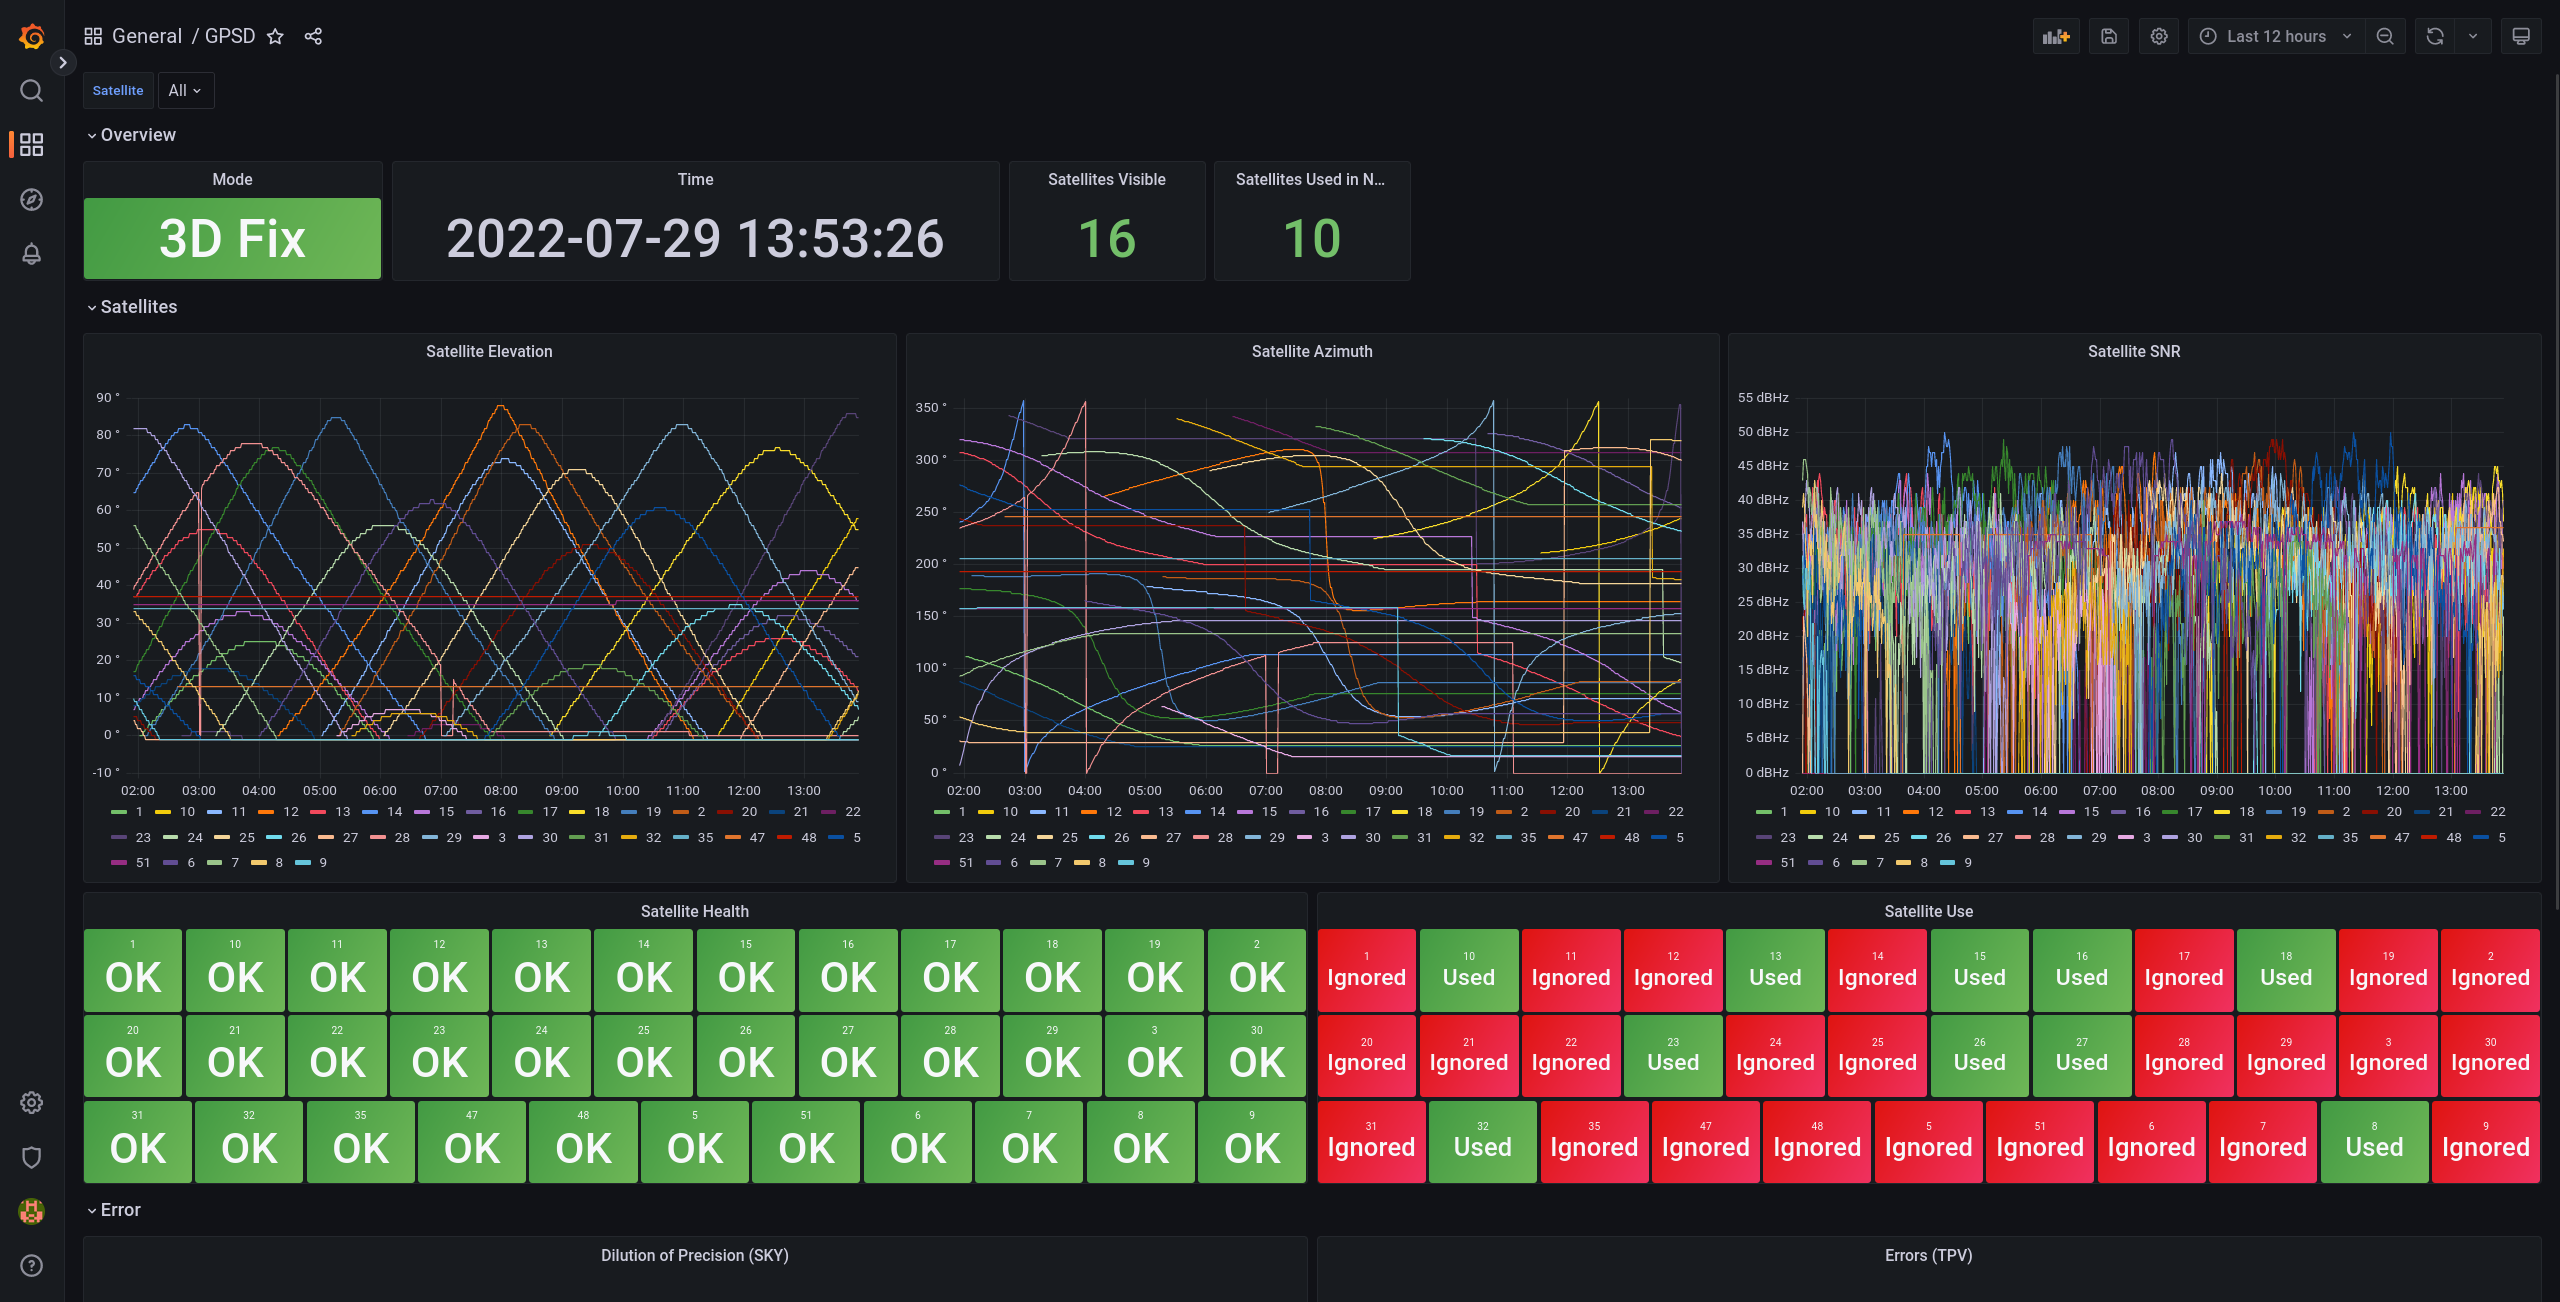 General / GPSD
Last 12 hours
Satellite All
Overview
Mode
3D Fix
Time
2022-07-29 13:53:26
Satellites Visible
16
Satellites Used in N...
10
Satellites
Satellite Elevation
90 °
80 °
70 °
60 °
50 °
40 °
30 °
20 °
10 °
0 °
-10 °
02:00 03:00 04:00 05:00 06:00 07:00 08:00 09:00 10:00 11:00 12:00 13:00
1 10 11 12 13 14 15 16 17 18 19 2 20 21 22
23 24 25 26 27 28 29 3 30 31 32 35 47 48 5
51 6 7 8 9
Satellite Azimuth
350 °
300 °
250 °
200 °
150 °
100 °
50 °
0 °
02:00 03:00 04:00 05:00 06:00 07:00 08:00 09:00 10:00 11:00 12:00 13:00
1 10 11 12 13 14 15 16 17 18 19 2 20 21 22
23 24 25 26 27 28 29 3 30 31 32 35 47 48 5
51 6 7 8 9
Satellite SNR
55 dBHz
50 dBHz
45 dBHz
40 dBHz
35 dBHz
30 dBHz
25 dBHz
20 dBHz
15 dBHz
10 dBHz
5 dBHz
0 dBHz
02:00 03:00 04:00 05:00 06:00 07:00 08:00 09:00 10:00 11:00 12:00 13:00
1 10 11 12 13 14 15 16 17 18 19 2 20 21 22
23 24 25 26 27 28 29 3 30 31 32 35 47 48 5
51 6 7 8 9
Satellite Health
1 10 11 12 13 14 15 16 17 18 19 2
OK OK OK OK OK OK OK OK OK OK OK OK
20 21 22 23 24 25 26 27 28 29 3 30
OK OK OK OK OK OK OK OK OK OK OK OK
31 32 35 47 48 5 51 6 7 8 9
OK OK OK OK OK OK OK OK OK OK OK
Satellite Use
1 10 11 12 13 14 15 16 17 18 19 2
Ignored Used Ignored Ignored Used Ignored Used Used Ignored Used Ignored Ignored
20 21 22 23 24 25 26 27 28 29 3 30
Ignored Ignored Ignored Used Ignored Ignored Used Used Ignored Ignored Ignored Ignored
31 32 35 47 48 5 51 6 7 8 9
Ignored Used Ignored Ignored Ignored Ignored Ignored Ignored Ignored Used Ignored
Error
Dilution of Precision (SKY)
Errors (TPV)